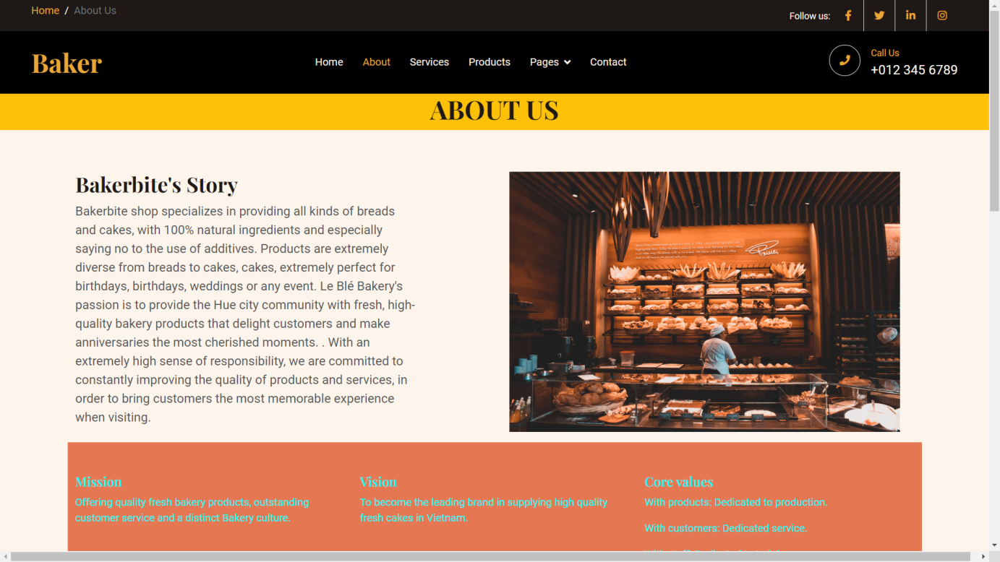 Home / About Us
Follow us:
Baker
Home About Services Products Pages Contact
Call Us
+012 345 6789
ABOUT US
Bakerbite's Story
Bakerbite shop specializes in providing all kinds of breads
and cakes, with 100% natural ingredients and especially
saying no to the use of additives. Products are extremely
diverse from breads to cakes, cakes, extremely perfect for
birthdays, birthdays, weddings or any event. Le Blé Bakery's
passion is to provide the Hue city community with fresh, high-
quality bakery products that delight customers and make
anniversaries the most cherished moments. . With an
extremely high sense of responsibility, we are committed to
constantly improving the quality of products and services, in
order to bring customers the most memorable experience
when visiting.
Mission
Offering quality fresh bakery products, outstanding
customer service and a distinct Bakery culture.
Vision
To become the leading brand in supplying high quality
fresh cakes in Vietnam.
Core values
With products: Dedicated to production.
With customers: Dedicated service.